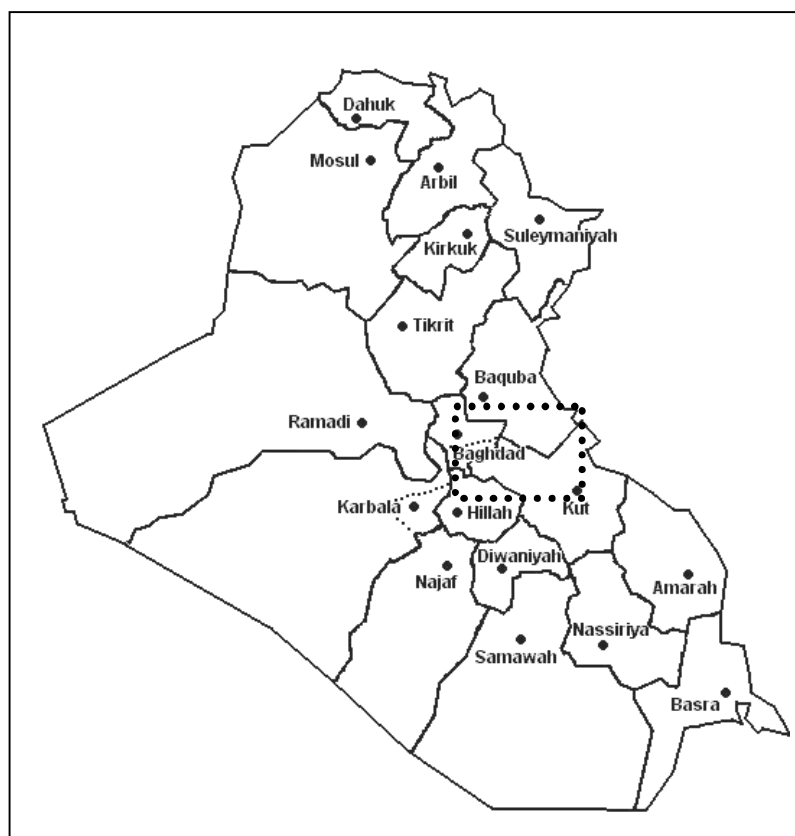 Dahuk
Mosul
Arbil
Suleymaniyah
Kirkuk
Tikrit
Baquba
Ramadi
Baghdad
Karbala
Hillah
Kut
Diwaniyah
Najaf
Amarah
Nassiriya
Samawah
Basra